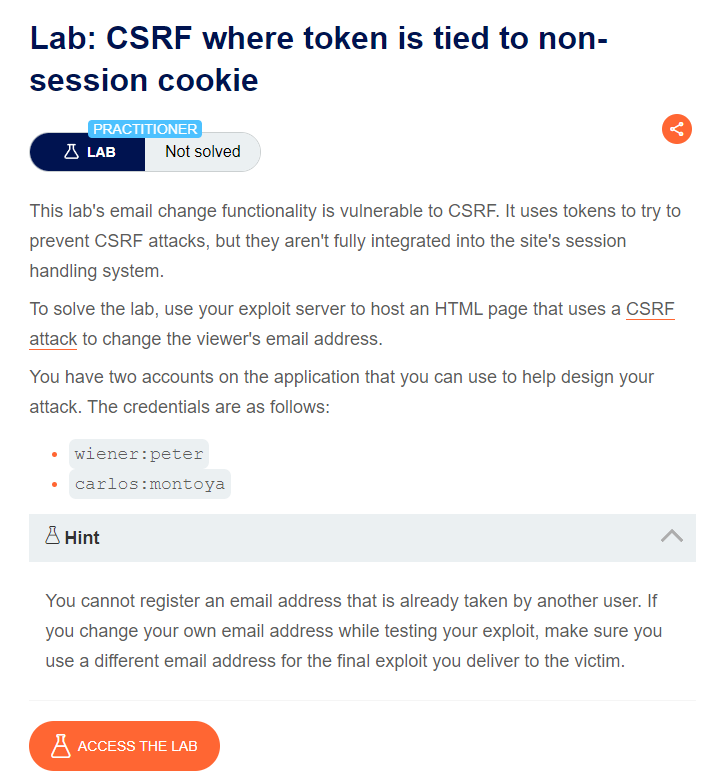 Lab: CSRF where token is tied to non-
session cookie
PRACTITIONER
LAB
Not solved
This lab's email change functionality is vulnerable to CSRF. It uses tokens to try to
prevent CSRF attacks, but they aren't fully integrated into the site's session
handling system.
To solve the lab, use your exploit server to host an HTML page that uses a CSRF
attack to change the viewer's email address.
You have two accounts on the application that you can use to help design your
attack. The credentials are as follows:
wiener:peter
carlos:montoya
Hint
You cannot register an email address that is already taken by another user. If
you change your own email address while testing your exploit, make sure you
use a different email address for the final exploit you deliver to the victim.
ACCESS THE LAB